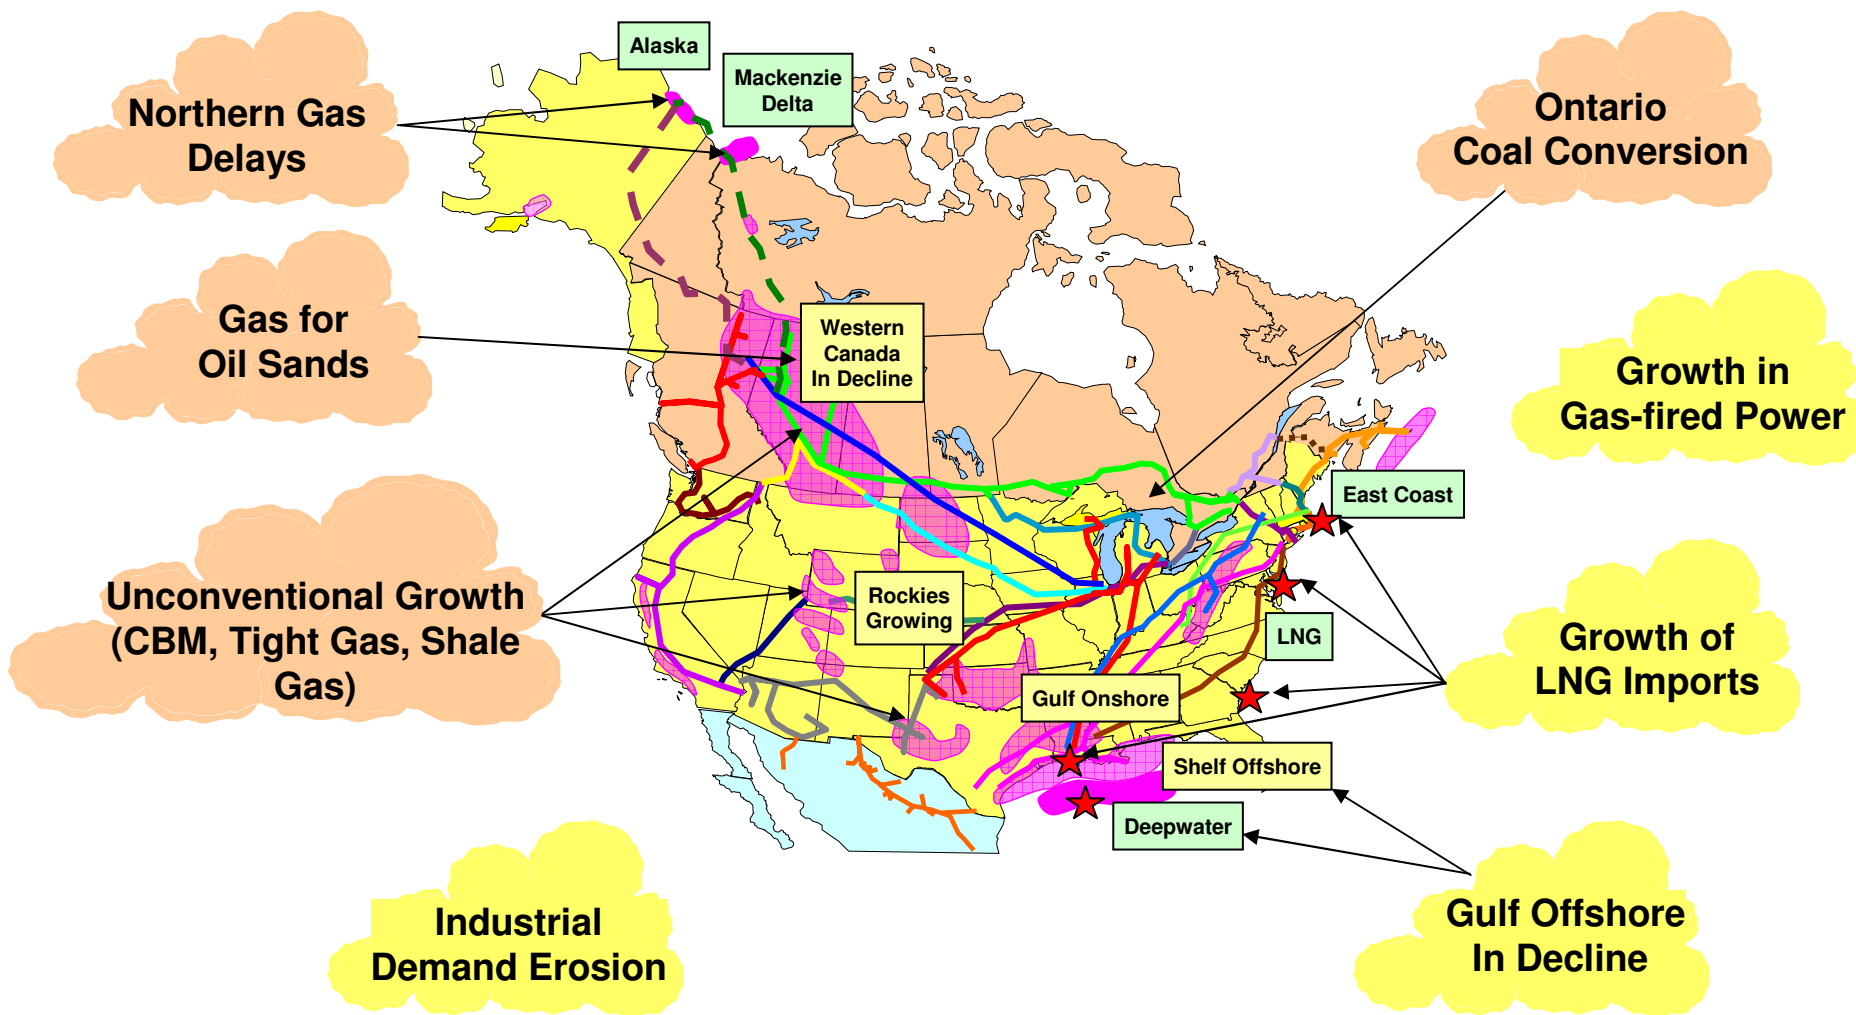 Alaska
Mackenzie
Delta
Northern Gas
Delays
Ontario
Coal Conversion
Gas for
Oil Sands
Western
Canada
In Decline
Growth in
Gas-fired Power
East Coast
Unconventional Growth
(CBM, Tight Gas, Shale
Gas)
Rockies
Growing
LNG
Growth of
LNG Imports
Gulf Onshore
Shelf Offshore
Deepwater
Industrial
Demand Erosion
Gulf Offshore
In Decline